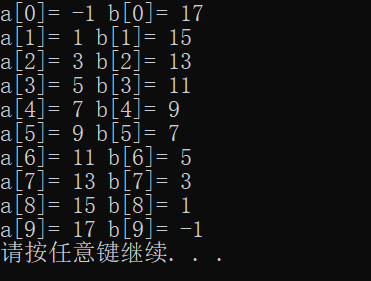 a[0]= -1 b[0]= 17
a[1]= 1 b[1]= 15
a[2]= 3 b[2]= 13
a[3]= 5 b[3]= 11
a[4]= 7 b[4]= 9
a[5]= 9 b[5]= 7
a[6]= 11 b[6]= 5
a[7]= 13 b[7]= 3
a[8]= 15 b[8]= 1
a[9]= 17 b[9]= -1
请按任意键继续. . .